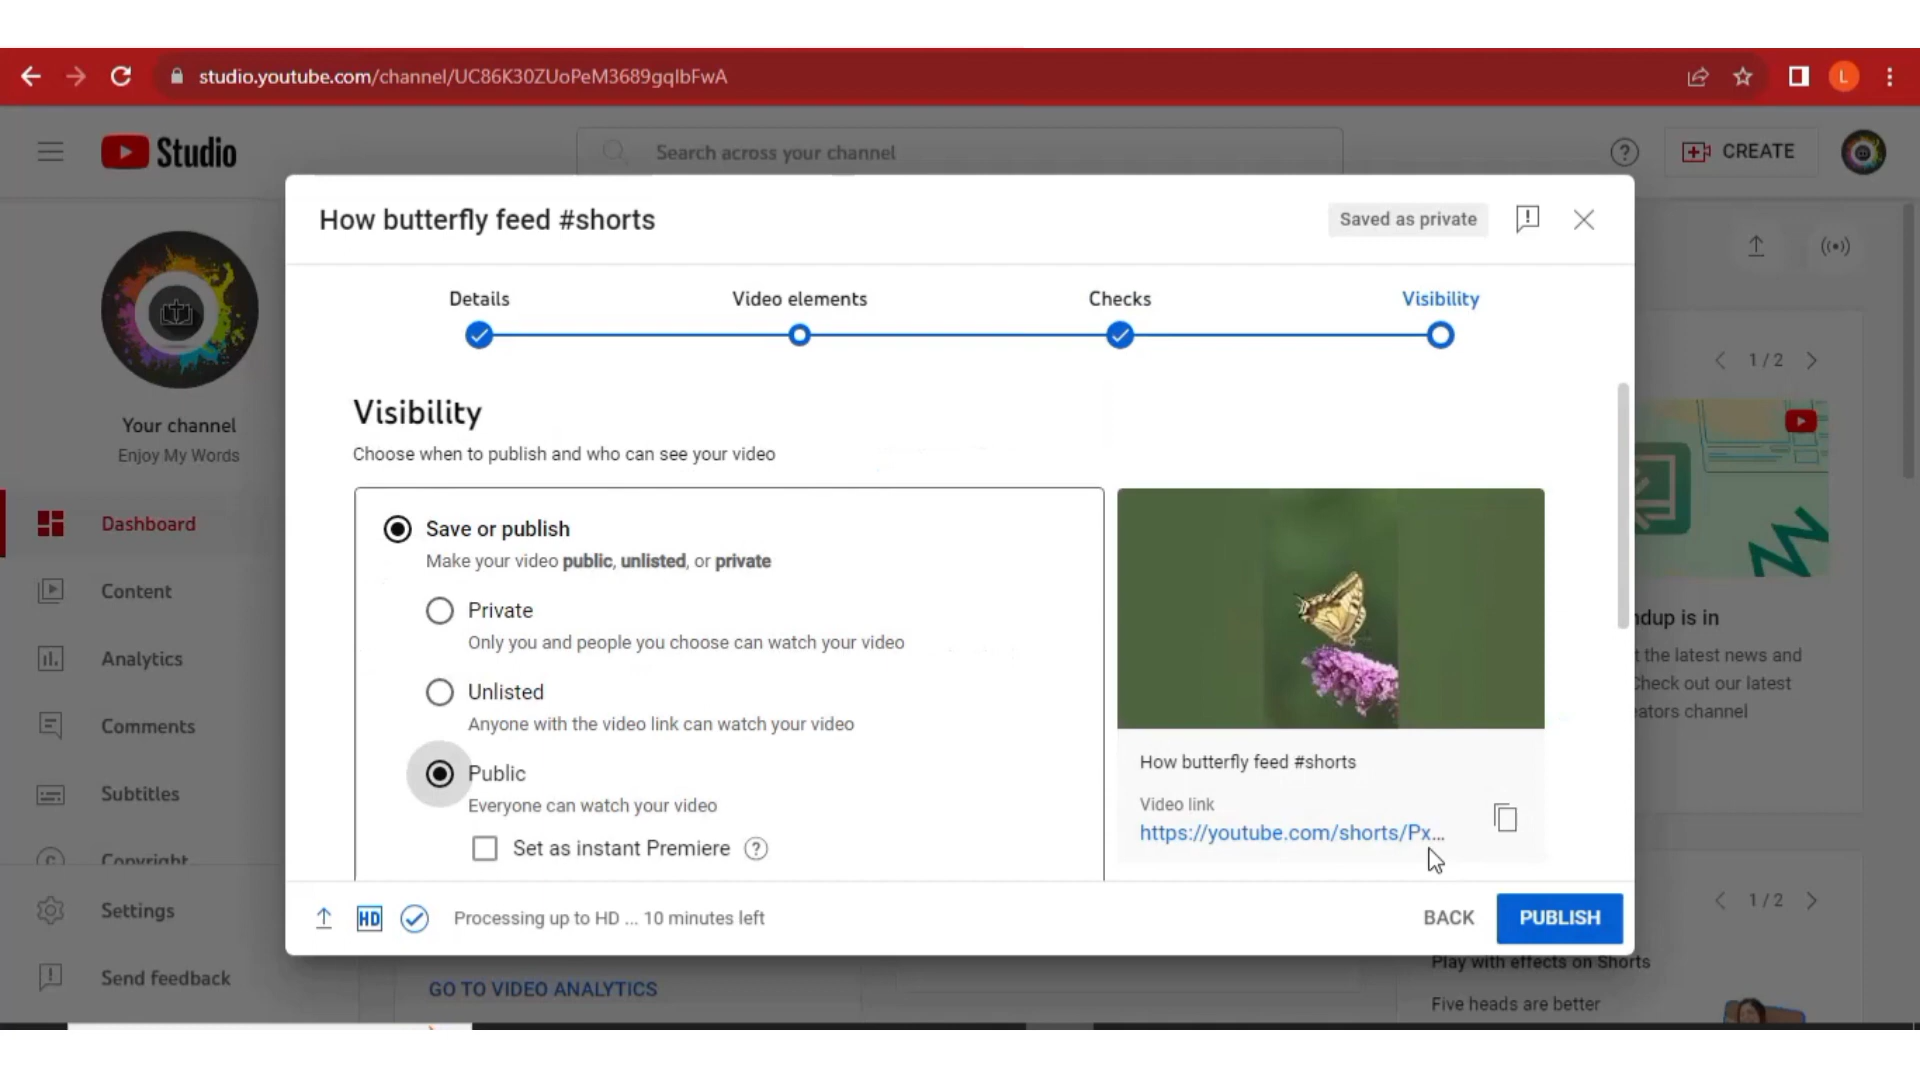 studio.youtube.com/channel/UC86K30ZUoPeM3689gqlbFwA
L
Studio
Search across your channel
CREATE
How butterfly feed #shorts
Saved as private
Details
Video elements
Checks
Visibility
1 / 2
Your channel
Enjoy My Words
Visibility
Choose when to publish and who can see your video
Dashboard
Content
Analytics
Comments
Subtitles
Copyright
Settings
Send feedback
Save or publish
Make your video public, unlisted, or private
Private
Only you and people you choose can watch your video
Unlisted
Anyone with the video link can watch your video
Public
Everyone can watch your video
Set as instant Premiere
How butterfly feed #shorts
Video link
https://youtube.com/shorts/Px...
is in
the latest news and
Check out our latest
channel
HD
Processing up to HD ... 10 minutes left
BACK
PUBLISH
1 / 2
GO TO VIDEO ANALYTICS
Play with effects on Shorts
Five heads are better